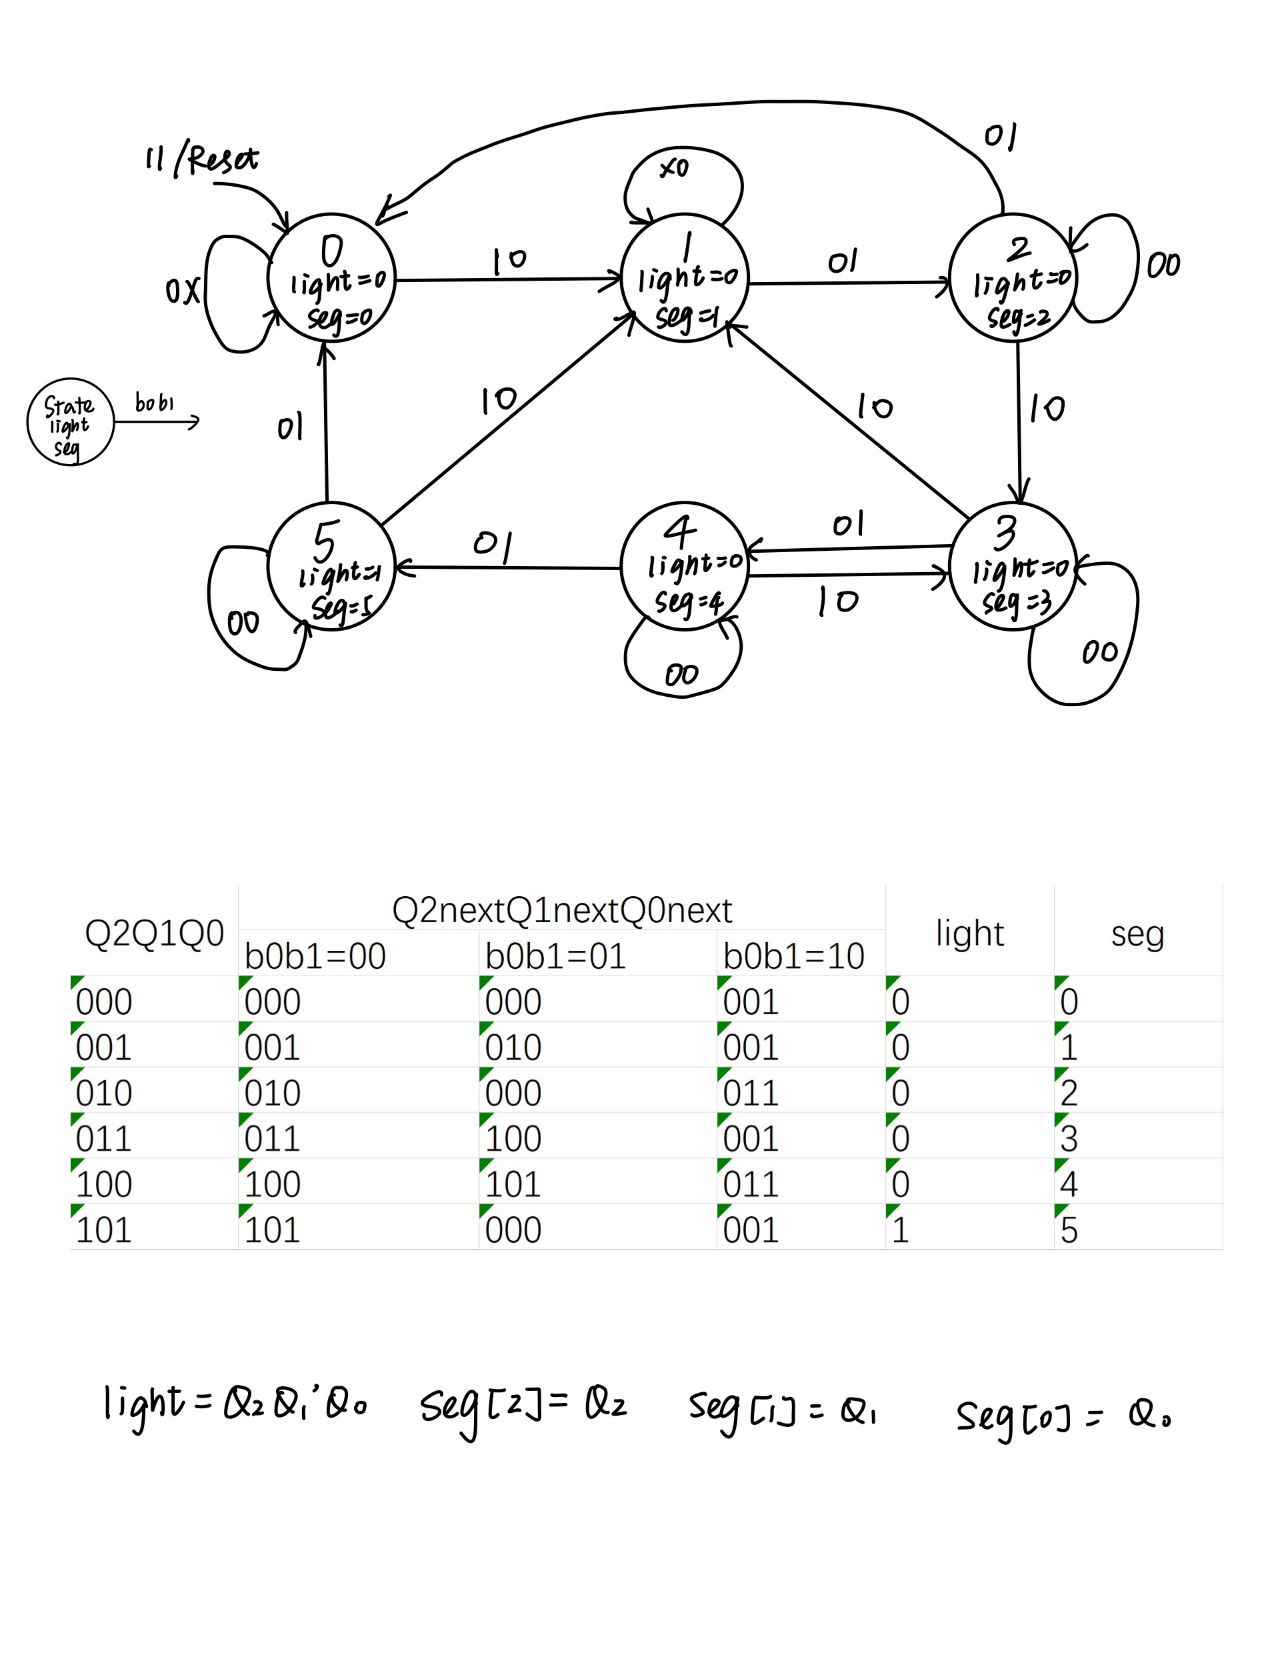 01
11/Reset
x0
0
light=0
seg=0
10
1
light=0
seg=1
01
2
light=0
seg=2
00
0X
State
light
seg
b0b1
01
10
10
10
5
light=1
seg=5
00
01
4
light=0
seg=4
00
01
10
3
light=0
seg=3
00
Q2Q1Q0 Q2nextQ1nextQ0next light seg
b0b1=00 b0b1=01 b0b1=10
000 000 000 001 0 0
001 001 010 001 0 1
010 010 000 011 0 2
011 011 100 001 0 3
100 100 101 011 0 4
101 101 000 001 1 5
light = Q₂Q₁'Q₀ seg[2] = Q₂ seg[1] = Q₁ seg[0] = Q₀